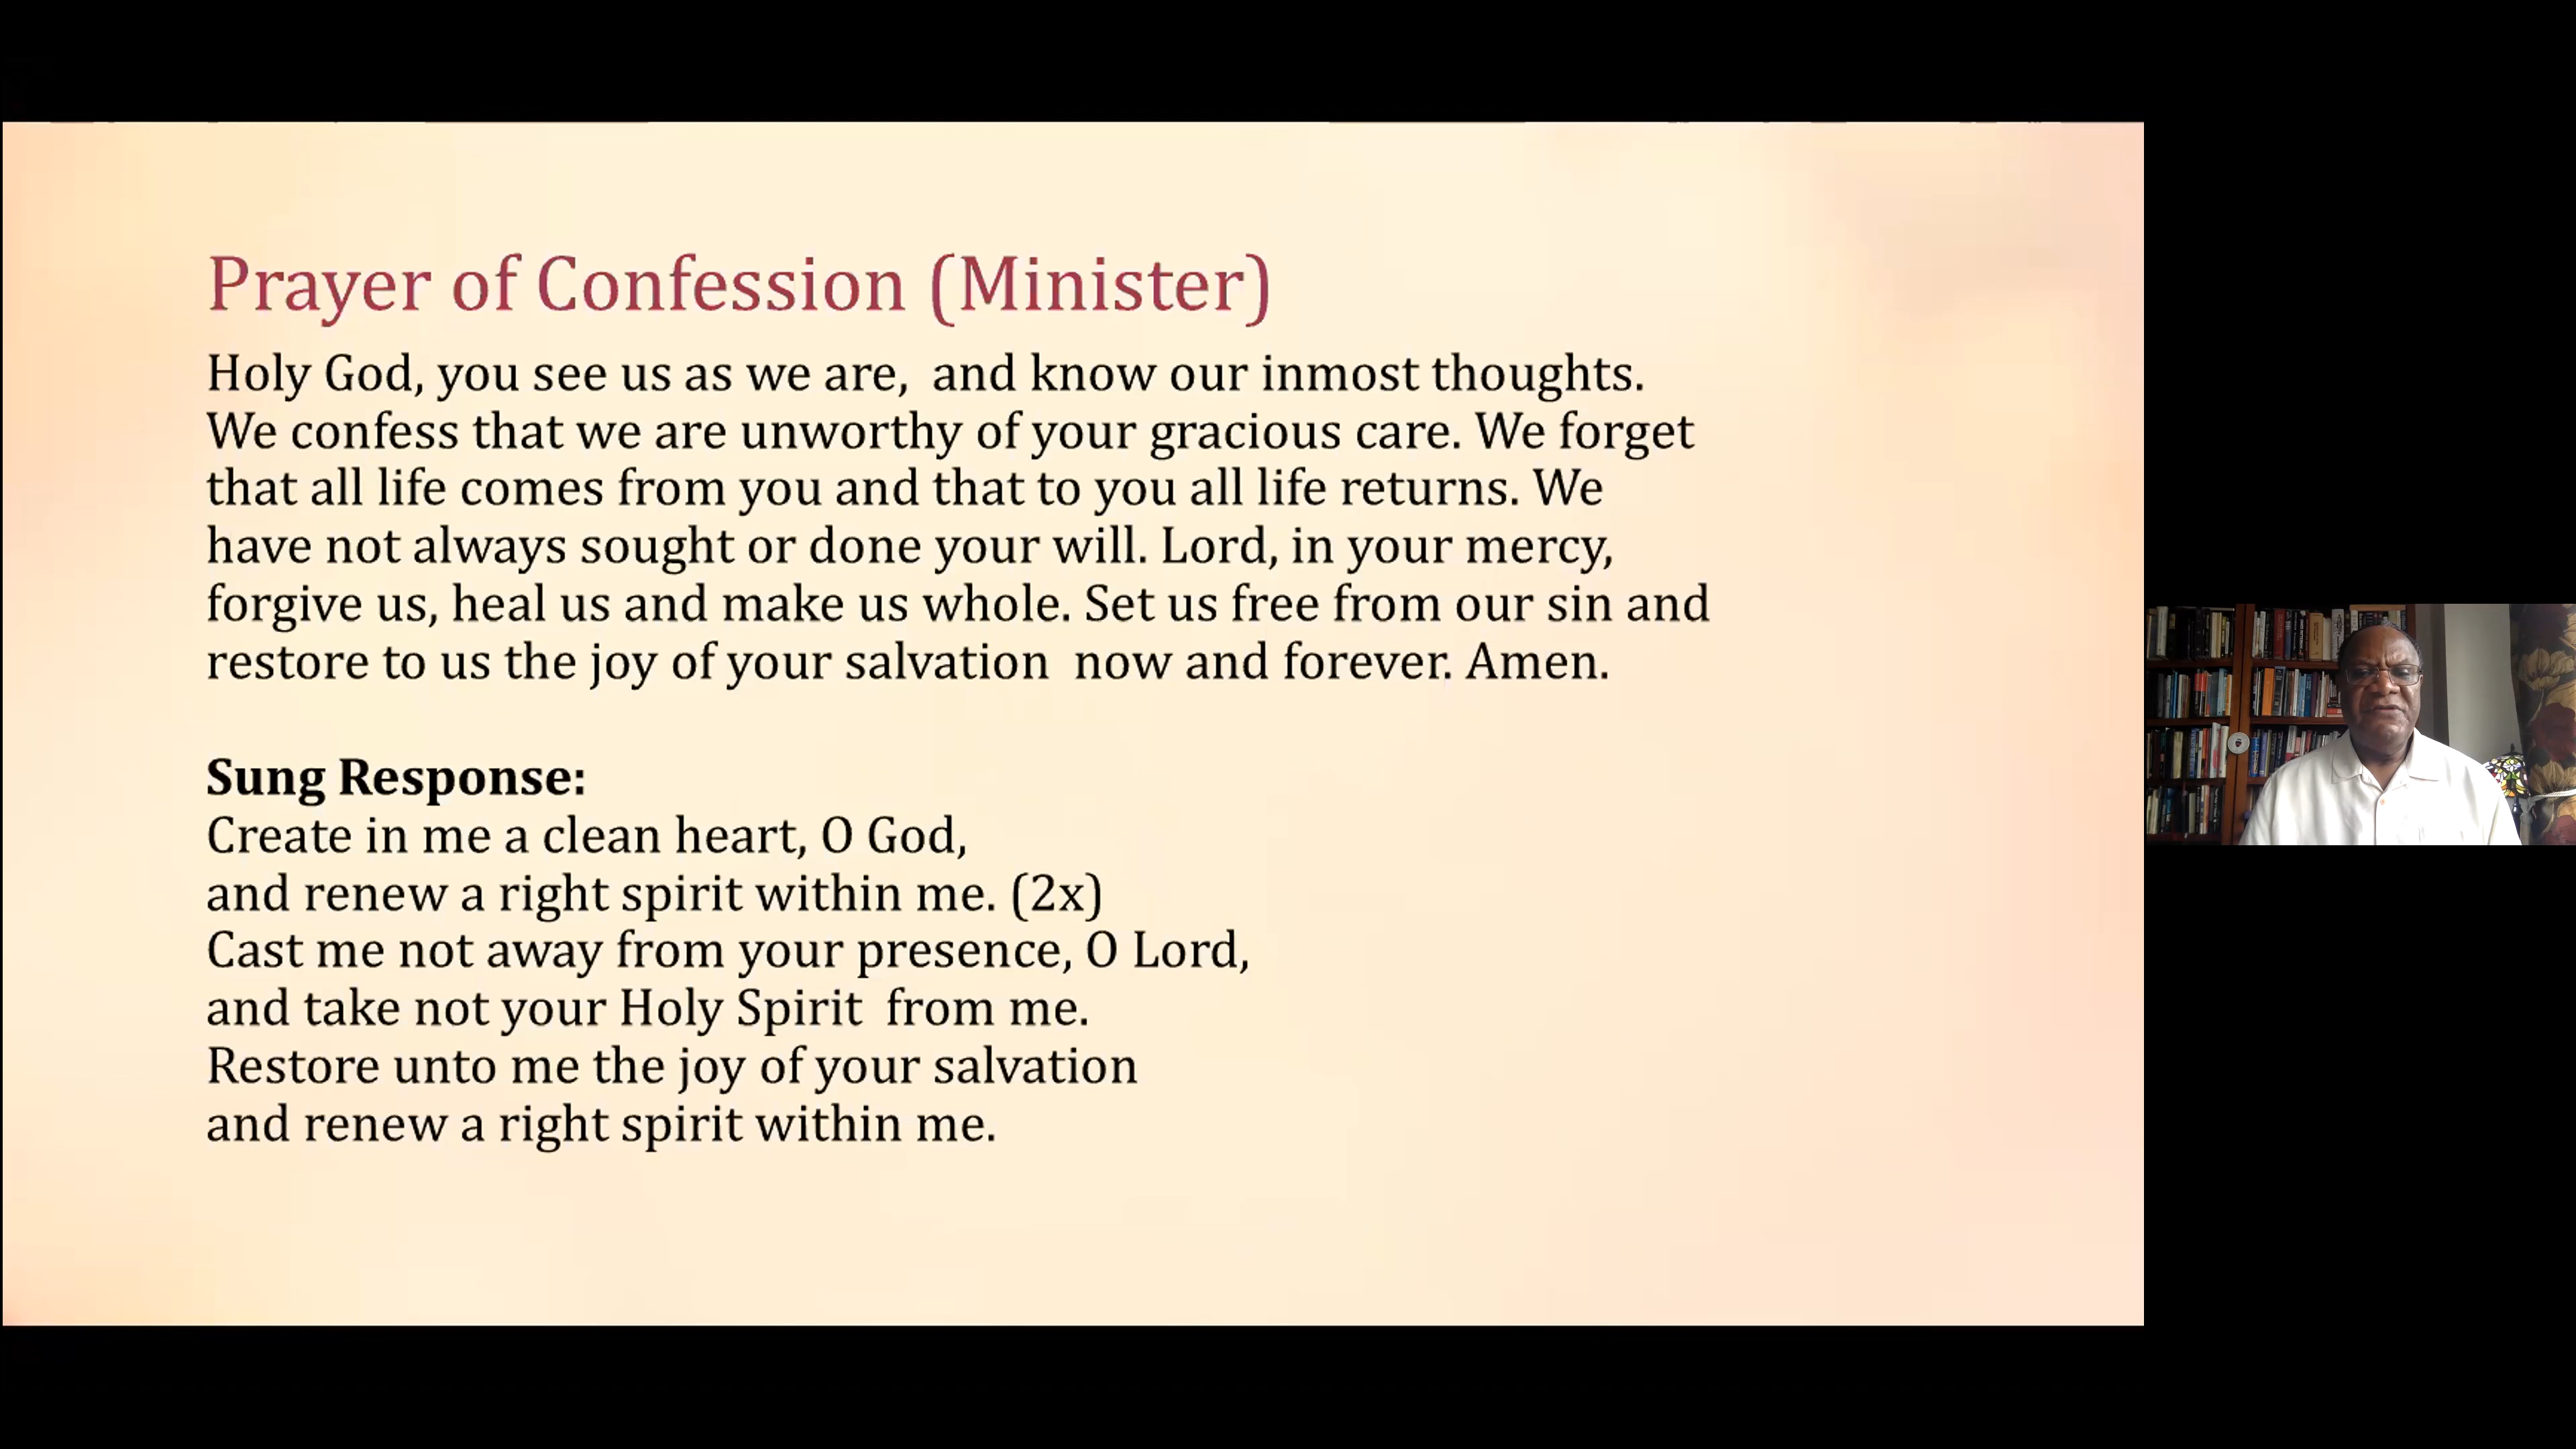 Prayer of Confession (Minister)
Holy God, you see us as we are,  and know our inmost thoughts.
We confess that we are unworthy of your gracious care. We forget
that all life comes from you and that to you all life returns. We
have not always sought or done your will. Lord, in your mercy,
forgive us, heal us and make us whole. Set us free from our sin and
restore to us the joy of your salvation  now and forever. Amen.
Sung Response:
Create in me a clean heart, O God,
and renew a right spirit within me. (2x)
Cast me not away from your presence, O Lord,
and take not your Holy Spirit  from me.
Restore unto me the joy of your salvation
and renew a right spirit within me.